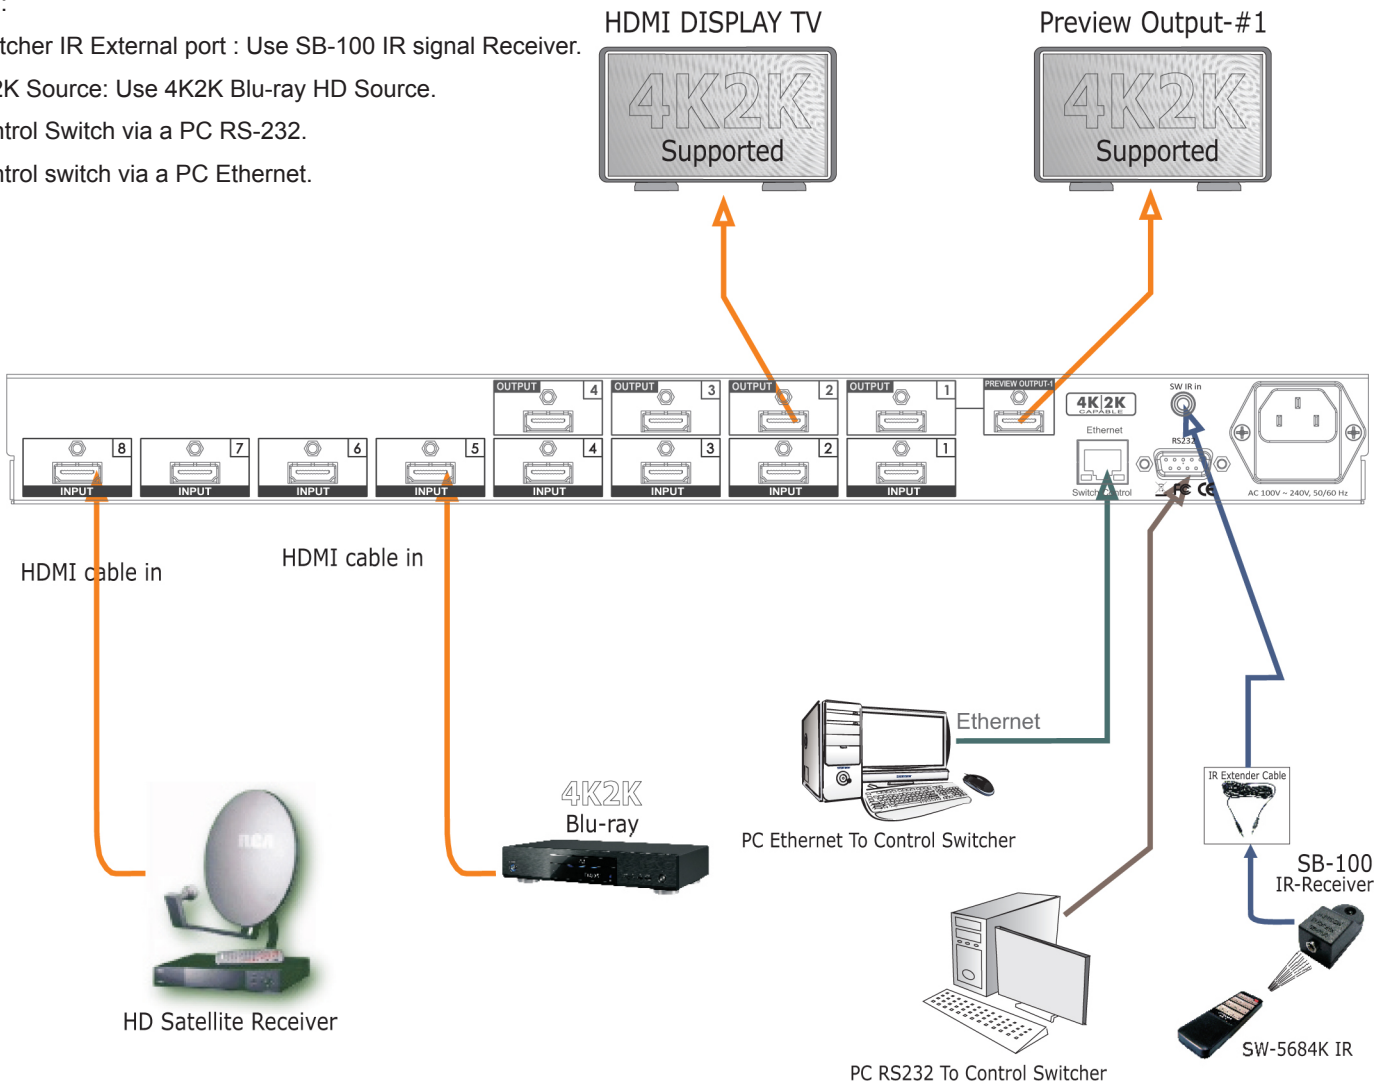 :
tcher IR External port : Use SB-100 IR signal Receiver.
2K Source: Use 4K2K Blu-ray HD Source.
ntrol Switch via a PC RS-232.
ntrol switch via a PC Ethernet.
HDMI DISPLAY TV
Preview Output-#1
4K2K
Supported
4K2K
Supported
OUTPUT 4
OUTPUT 3
OUTPUT 2
OUTPUT 1
PREVIEW OUTPUT-1
4K 2K
CAPABLE
SW IR in
Ethernet
RS232
8
7
6
5
4
3
2
1
INPUT
INPUT
INPUT
INPUT
INPUT
INPUT
INPUT
INPUT
Switch Control
FC CE
AC 100V ~ 240V, 50/60 Hz
HDMI cable in
HDMI cable in
Ethernet
PC Ethernet To Control Switcher
4K2K
Blu-ray
IR Extender Cable
SB-100
IR-Receiver
RCA
HD Satellite Receiver
SW-5684K IR
PC RS232 To Control Switcher